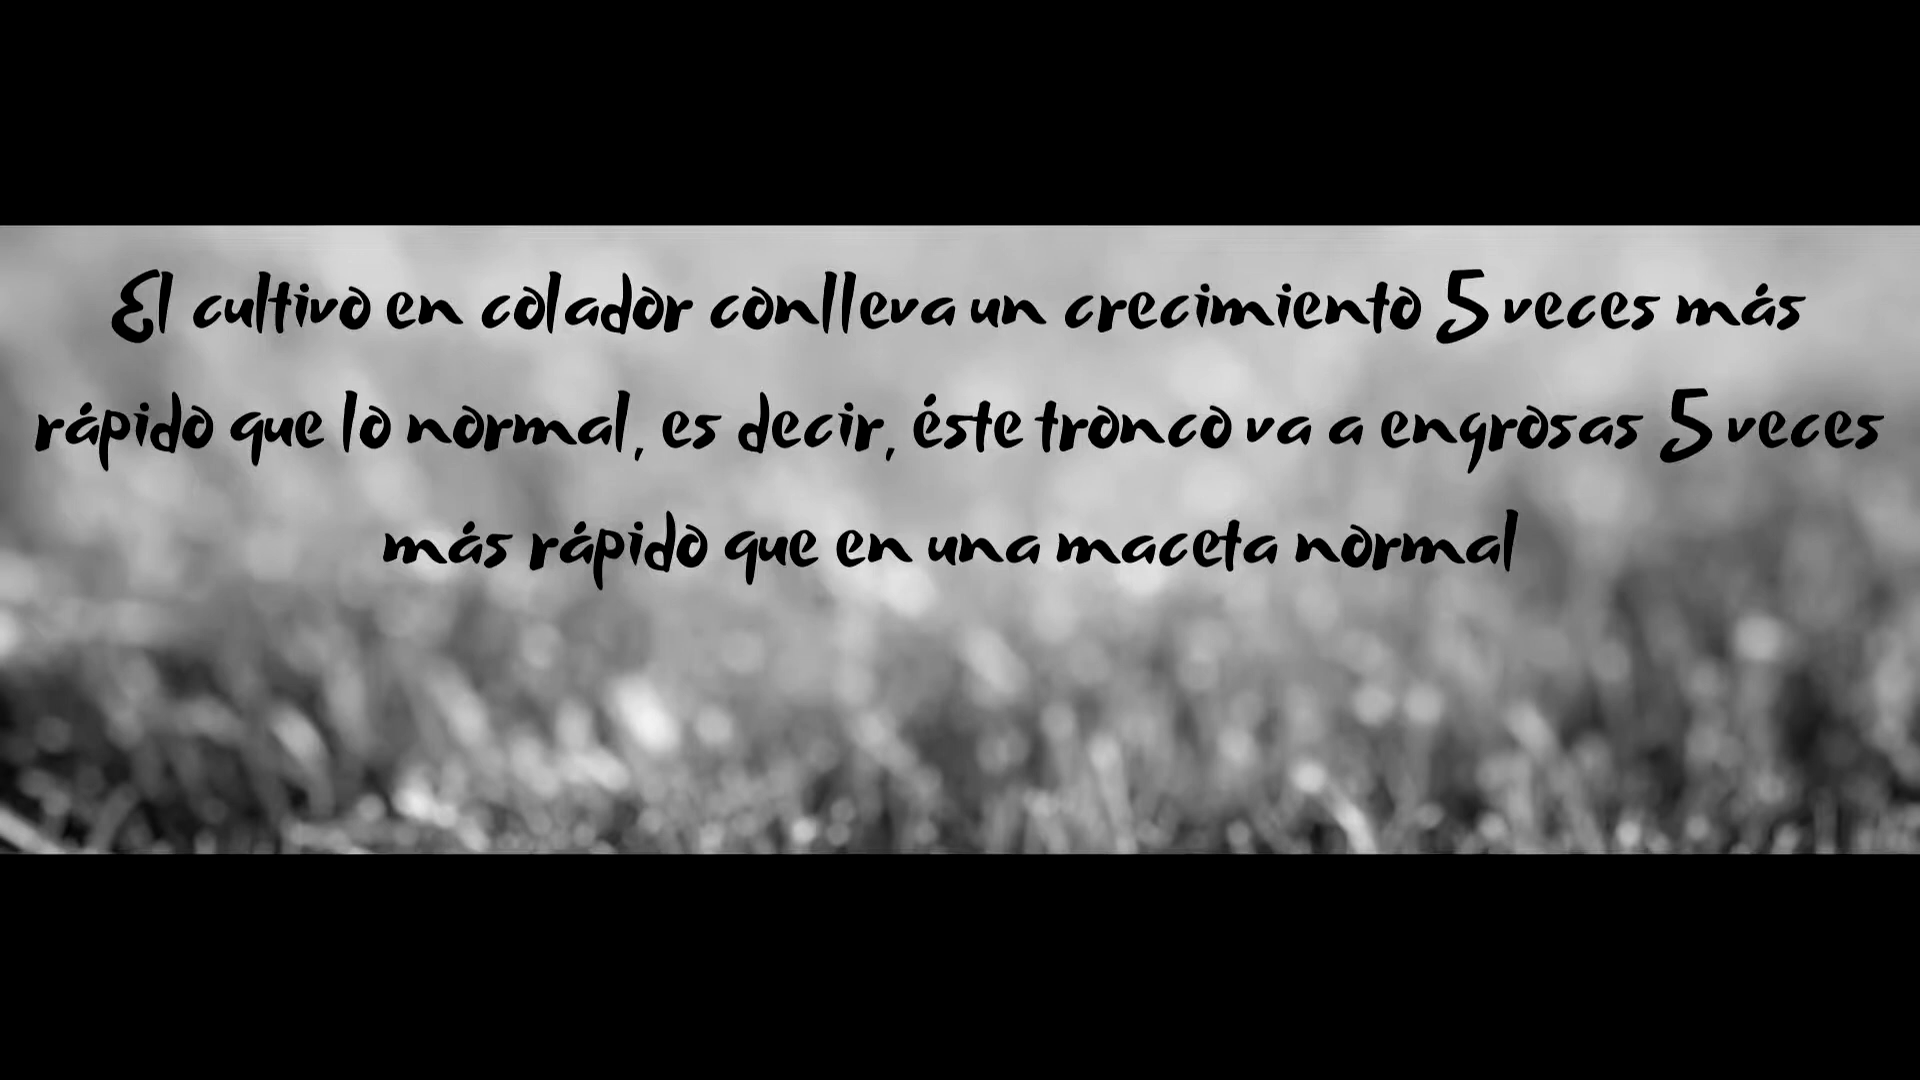 El cultivo en colador conlleva un crecimiento 5 veces más
rápido que lo normal, es decir, éste tronco va a engrosas 5 veces
más rápido que en una maceta normal